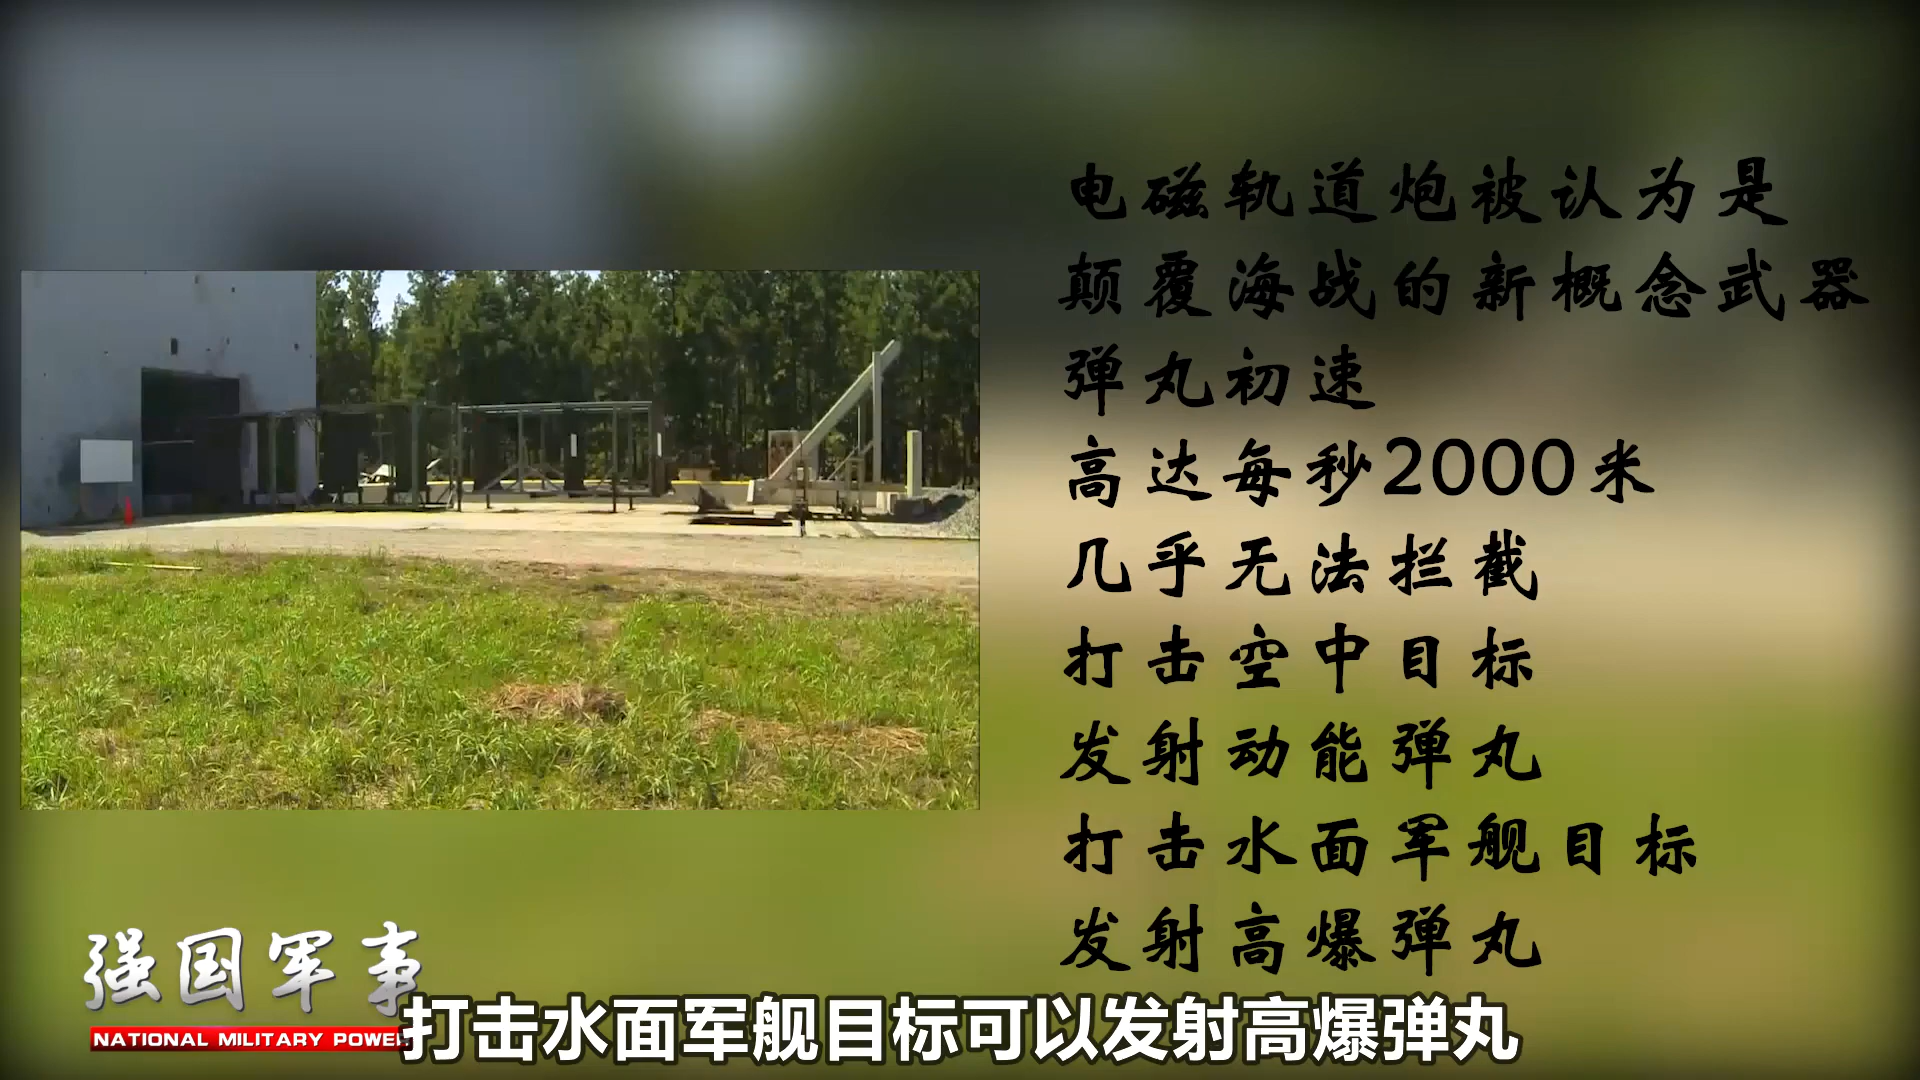 电磁轨道炮被认为是
颠覆海战的新概念武器
弹丸初速
高达每秒2000米
几乎无法拦截
打击空中目标
发射动能弹丸
打击水面军舰目标
发射高爆弹丸
强国军事
NATIONAL MILITARY POWE
打击水面军舰目标可以发射高爆弹丸